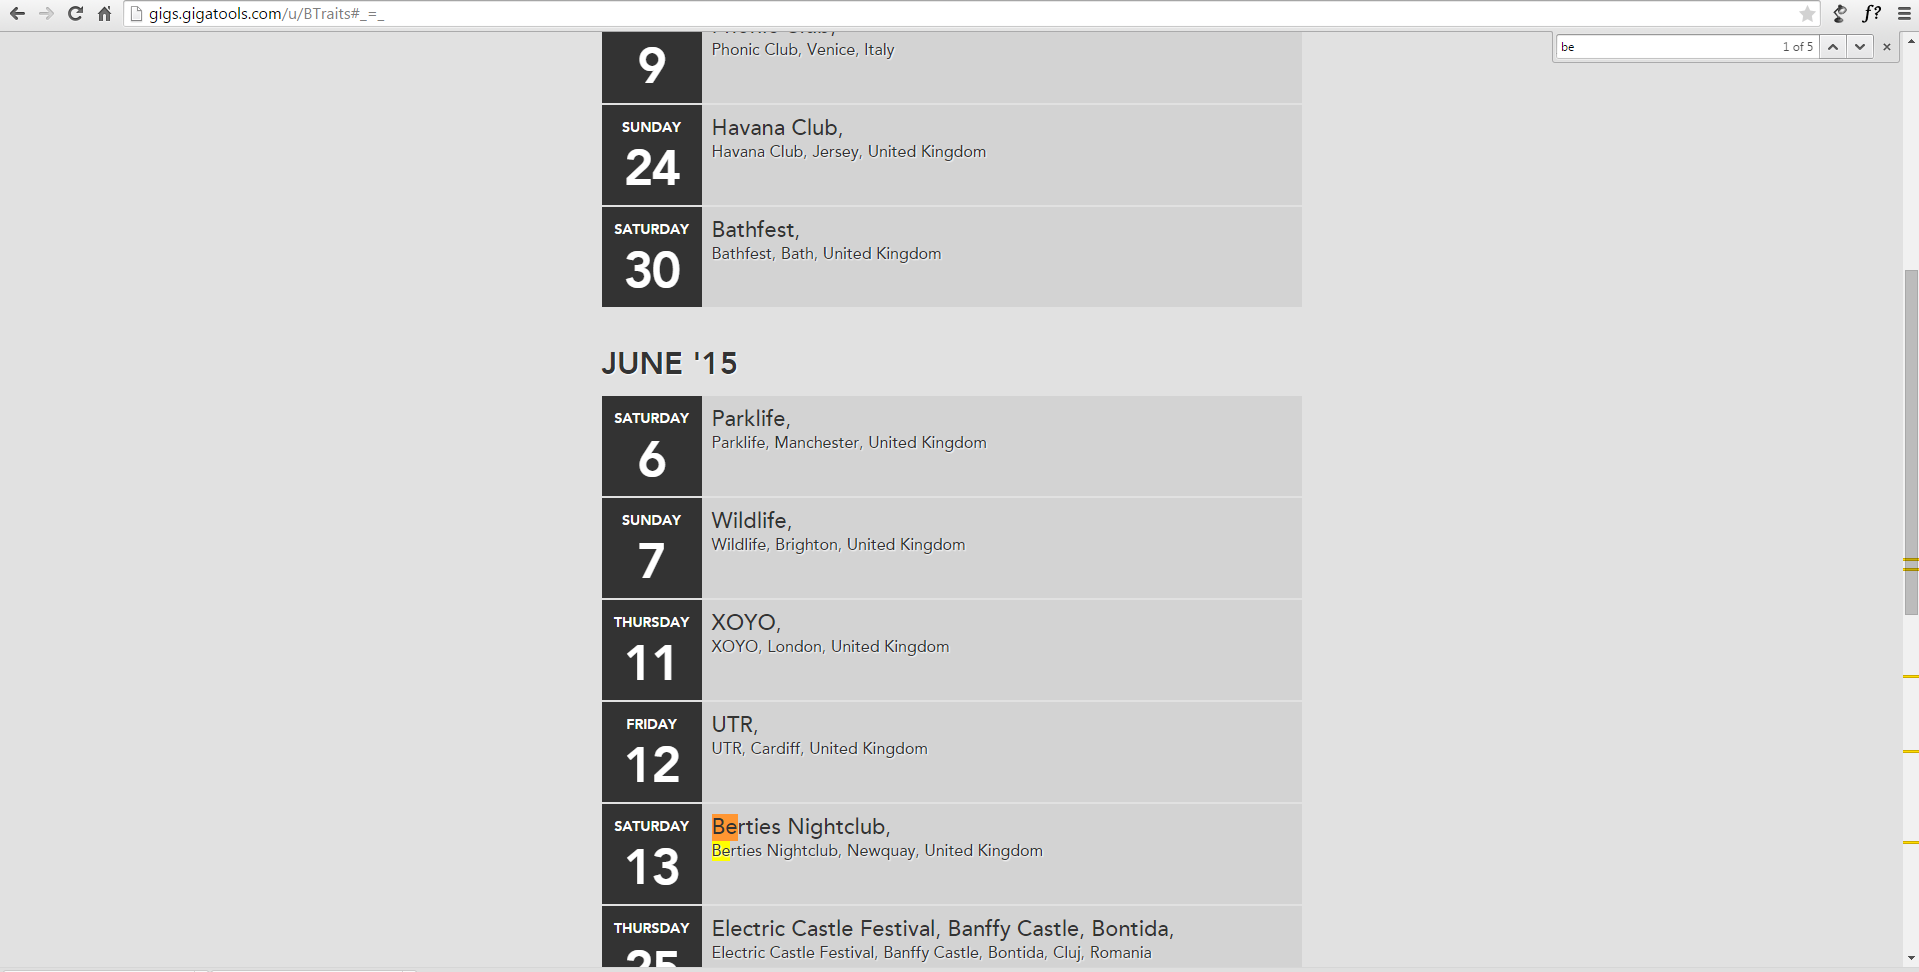 gigs.gigatools.com/u/BTraits#_=_
f?
be
1 of 5
Phonic Club,
9
Phonic Club, Venice, Italy
SUNDAY
24
Havana Club,
Havana Club, Jersey, United Kingdom
SATURDAY
30
Bathfest,
Bathfest, Bath, United Kingdom
JUNE '15
SATURDAY
6
Parklife,
Parklife, Manchester, United Kingdom
SUNDAY
7
Wildlife,
Wildlife, Brighton, United Kingdom
THURSDAY
11
XOYO,
XOYO, London, United Kingdom
FRIDAY
12
UTR,
UTR, Cardiff, United Kingdom
SATURDAY
13
Berties Nightclub,
Berties Nightclub, Newquay, United Kingdom
THURSDAY
25
Electric Castle Festival, Banffy Castle, Bontida,
Electric Castle Festival, Banffy Castle, Bontida, Cluj, Romania